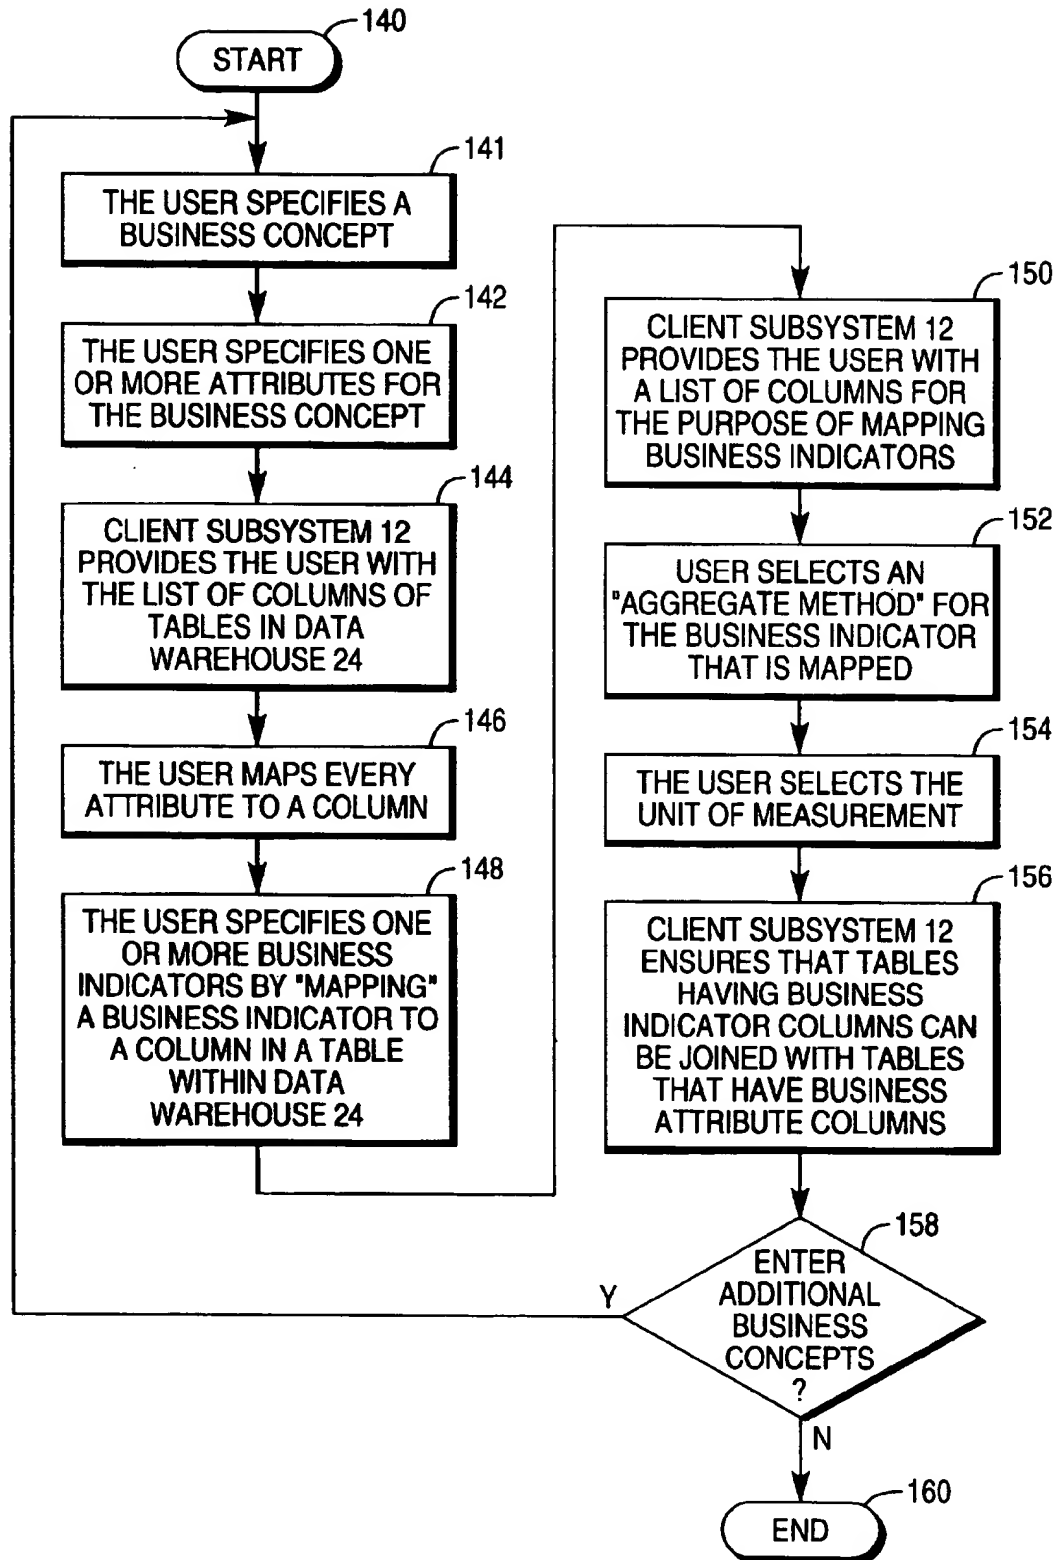 140
START
141
THE USER SPECIFIES A
BUSINESS CONCEPT
142
THE USER SPECIFIES ONE
OR MORE ATTRIBUTES FOR
THE BUSINESS CONCEPT
144
CLIENT SUBSYSTEM 12
PROVIDES THE USER WITH
THE LIST OF COLUMNS OF
TABLES IN DATA
WAREHOUSE 24
146
THE USER MAPS EVERY
ATTRIBUTE TO A COLUMN
148
THE USER SPECIFIES ONE
OR MORE BUSINESS
INDICATORS BY "MAPPING"
A BUSINESS INDICATOR TO
A COLUMN IN A TABLE
WITHIN DATA
WAREHOUSE 24
150
CLIENT SUBSYSTEM 12
PROVIDES THE USER WITH
A LIST OF COLUMNS FOR
THE PURPOSE OF MAPPING
BUSINESS INDICATORS
152
USER SELECTS AN
"AGGREGATE METHOD" FOR
THE BUSINESS INDICATOR
THAT IS MAPPED
154
THE USER SELECTS THE
UNIT OF MEASUREMENT
156
CLIENT SUBSYSTEM 12
ENSURES THAT TABLES
HAVING BUSINESS
INDICATOR COLUMNS CAN
BE JOINED WITH TABLES
THAT HAVE BUSINESS
ATTRIBUTE COLUMNS
158
ENTER
ADDITIONAL
BUSINESS
CONCEPTS
?
Y
N
160
END